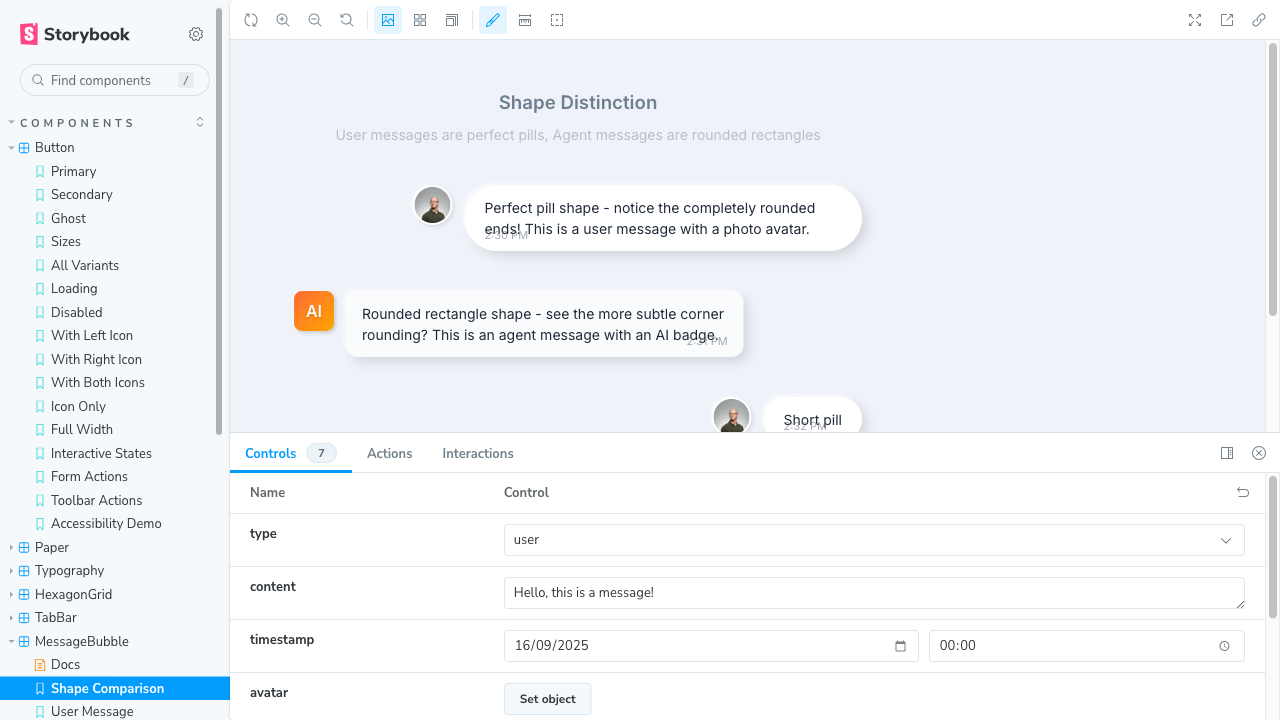 Storybook
Find components
/
COMPONENTS
Button
Primary
Secondary
Ghost
Sizes
All Variants
Loading
Disabled
With Left Icon
With Right Icon
With Both Icons
Icon Only
Full Width
Interactive States
Form Actions
Toolbar Actions
Accessibility Demo
Paper
Typography
HexagonGrid
TabBar
MessageBubble
Docs
Shape Comparison
User Message
Shape Distinction
User messages are perfect pills, Agent messages are rounded rectangles
Perfect pill shape - notice the completely rounded
ends! This is a user message with a photo avatar.
2:30 PM
AI
Rounded rectangle shape - see the more subtle corner
rounding? This is an agent message with an AI badge.
2:31 PM
Short pill
2:32 PM
Controls
7
Actions
Interactions
Name
Control
type
user
content
Hello, this is a message!
timestamp
16/09/2025
00:00
avatar
Set object